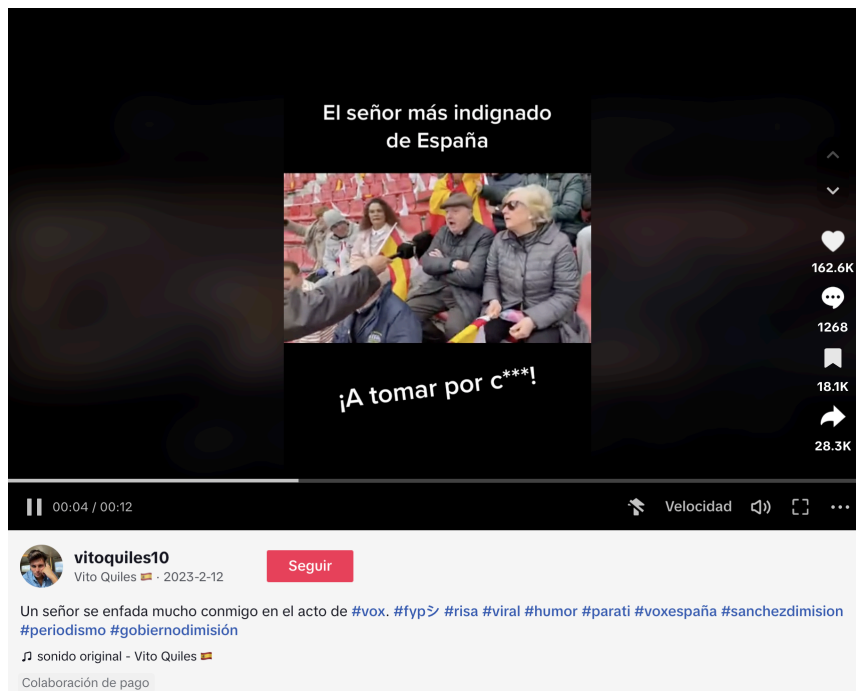 El señor más indignado
de España
¡A tomar por c***!
162.6K
1268
18.1K
28.3K
00:04 / 00:12
Velocidad
vitoquiles10
Vito Quiles 🇪🇸 · 2023-2-12
Seguir
Un señor se enfada mucho conmigo en el acto de #vox. #fypシ #risa #viral #humor #parati #voxespaña #sanchezdimision
#periodismo #gobiernodimisión
♫ sonido original - Vito Quiles 🇪🇸
Colaboración de pago